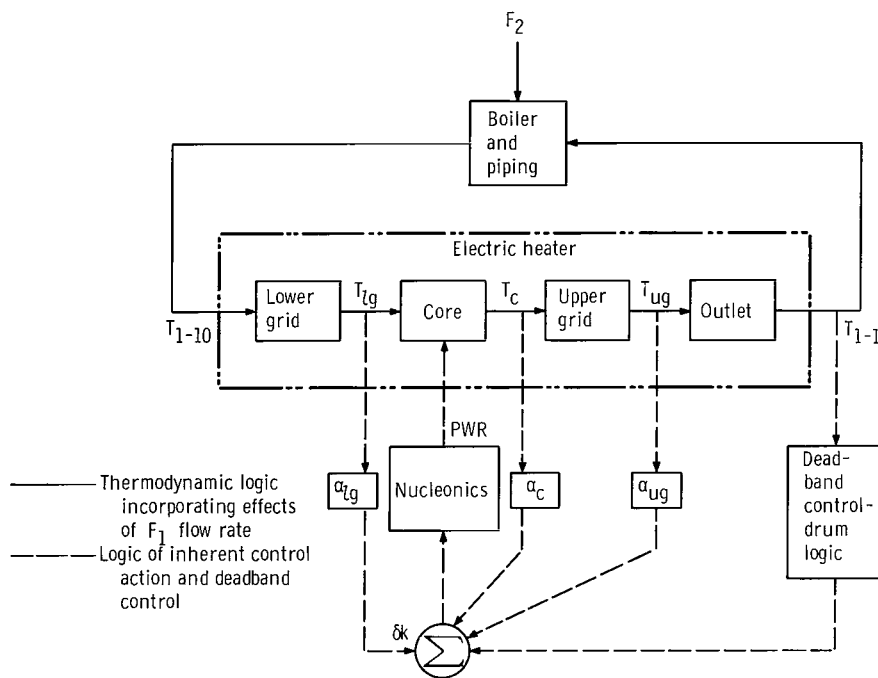 F2
Boiler
and
piping
Electric heater
Lower
grid
Tlg
Core
Tc
Upper
grid
Tug
Outlet
T1-10
T1-1
PWR
αlg
Nucleonics
αc
αug
Dead-
band
control-
drum
logic
Thermodynamic logic
incorporating effects
of F1 flow rate
Logic of inherent control
action and deadband
control
δk
Σ